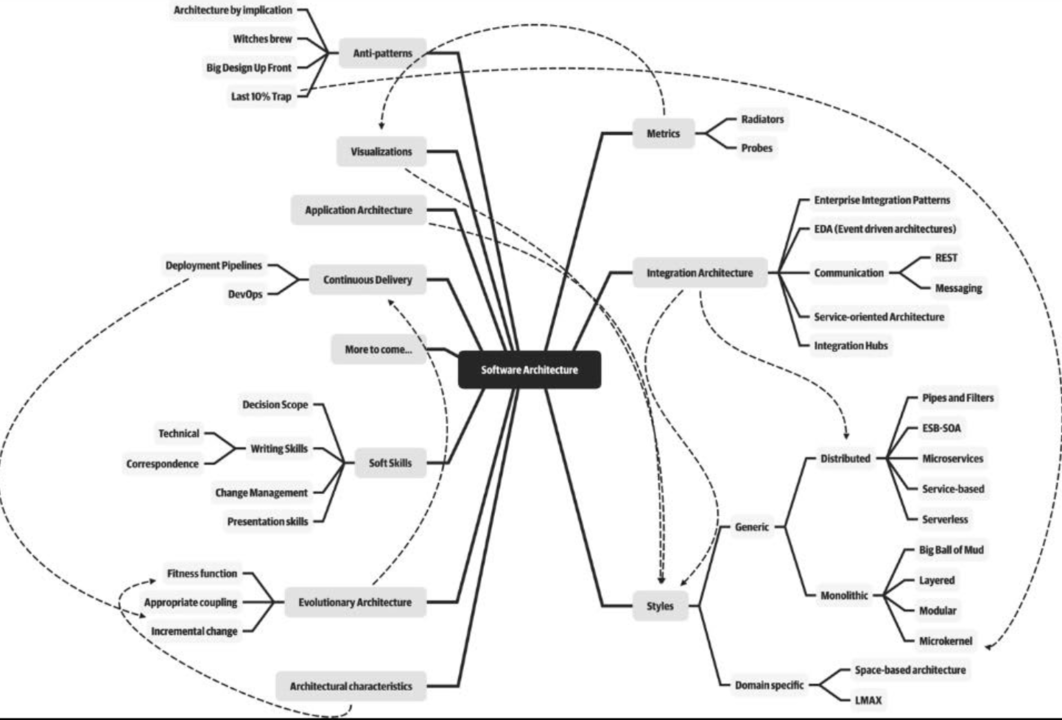 Architecture by implication
Witches brew
Big Design Up Front
Last 10% Trap
Anti-patterns
Visualizations
Application Architecture
Deployment Pipelines
DevOps
Continuous Delivery
More to come...
Decision Scope
Technical
Correspondence
Writing Skills
Change Management
Presentation skills
Soft Skills
Fitness function
Appropriate coupling
Incremental change
Evolutionary Architecture
Architectural characteristics
Software Architecture
Metrics
Radiators
Probes
Integration Architecture
Enterprise Integration Patterns
EDA (Event driven architectures)
Communication
REST
Messaging
Service-oriented Architecture
Integration Hubs
Styles
Generic
Distributed
Pipes and Filters
ESB-SOA
Microservices
Service-based
Serverless
Monolithic
Big Ball of Mud
Layered
Modular
Microkernel
Domain specific
Space-based architecture
LMAX